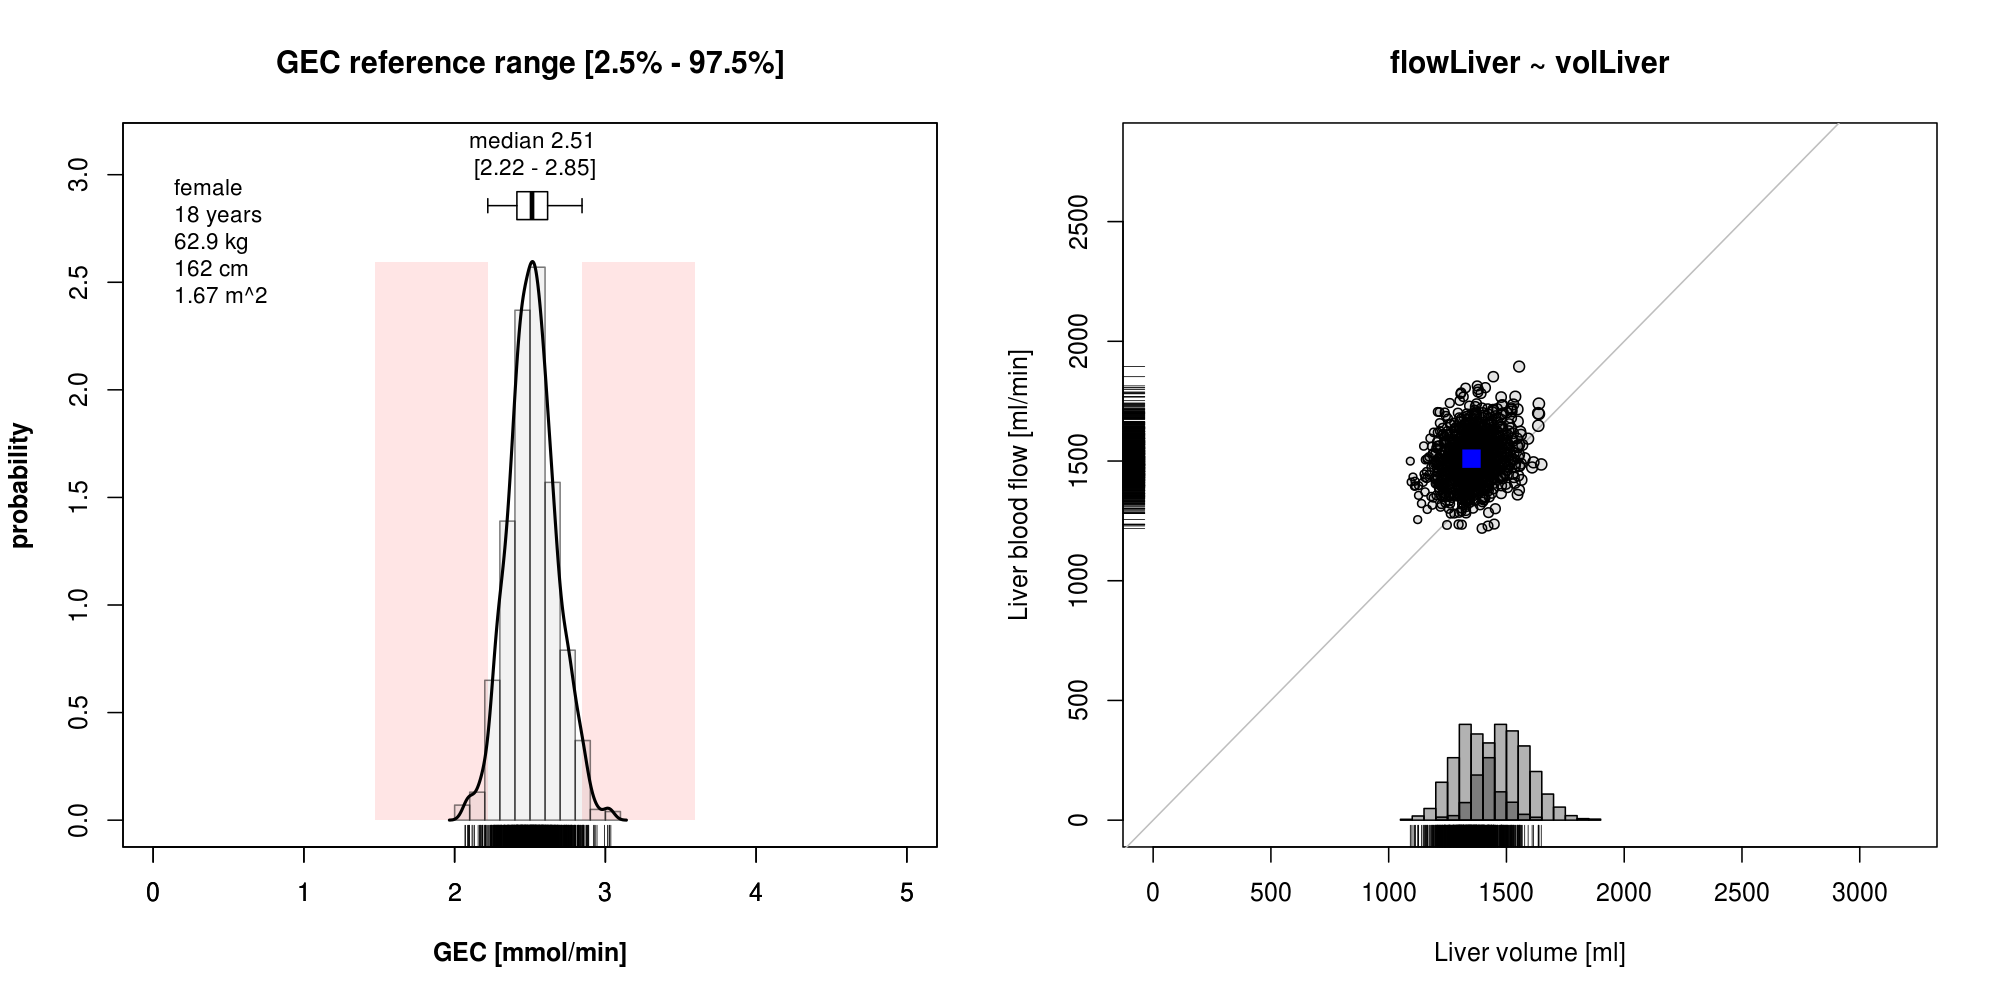 GEC reference range [2.5% - 97.5%]
median 2.51
[2.22 - 2.85]
female
18 years
62.9 kg
162 cm
1.67 m^2
probability
0.0
0.5
1.0
1.5
2.0
2.5
3.0
0 1 2 3 4 5
GEC [mmol/min]
flowLiver ~ volLiver
Liver blood flow [ml/min]
0
500
1000
1500
2000
2500
0 500 1000 1500 2000 2500 3000
Liver volume [ml]